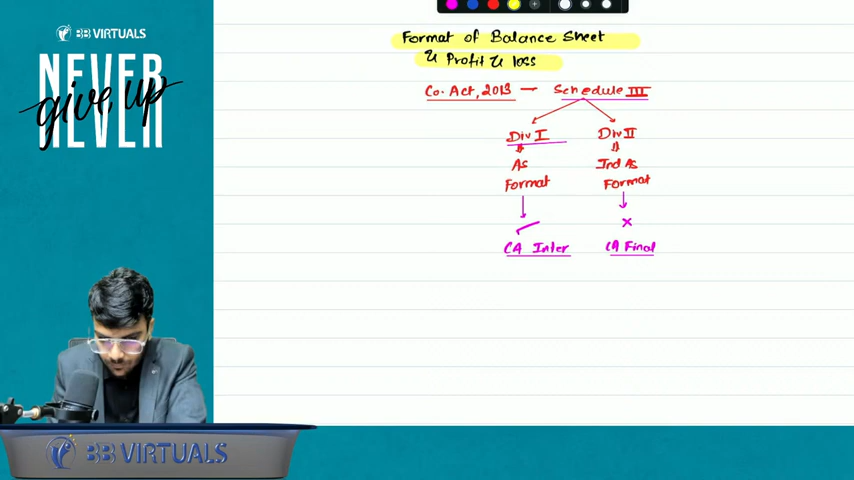 BB VIRTUALS
NEVER
give up
NEVER
Format of Balance Sheet
& Profit & loss
Co. Act, 2013 — Schedule III
Div I Div II
As Ind As
Format Format
×
CA Inter CA Final
BB VIRTUALS